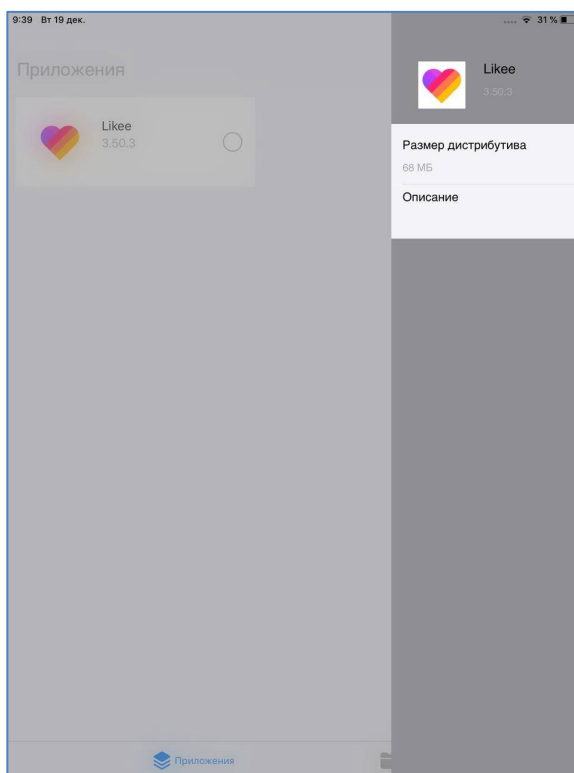 9:39 Вт 19 дек.
31 %
Приложения
Likee
3.50.3
Likee
3.50.3
Размер дистрибутива
68 МБ
Описание
Приложения